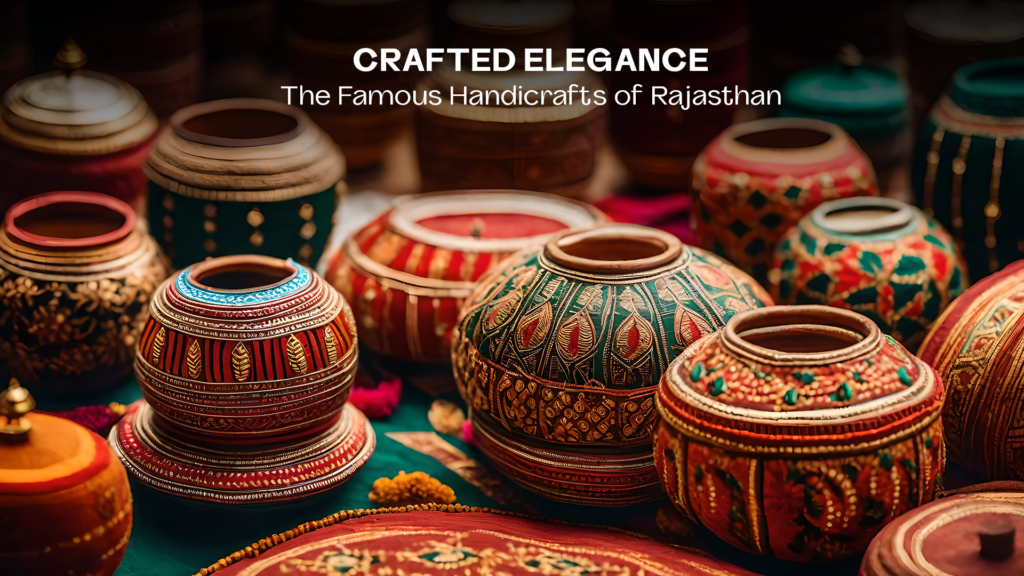 CRAFTED ELEGANCE
The Famous Handicrafts of Rajasthan